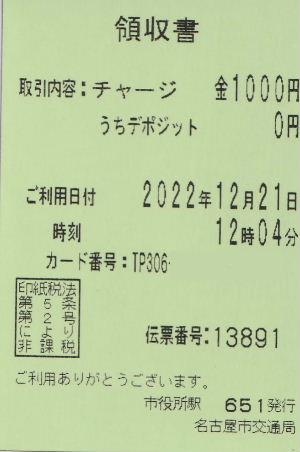 領収書
取引内容:チャージ 金1000円
うちデポジット 0円
ご利用日付 2022年12月21日
時刻 12時04分
カード番号:TP306
印紙税法
第5条
第2号
により
非課税
伝票番号:13891
ご利用ありがとうございます。
市役所駅 651発行
名古屋市交通局